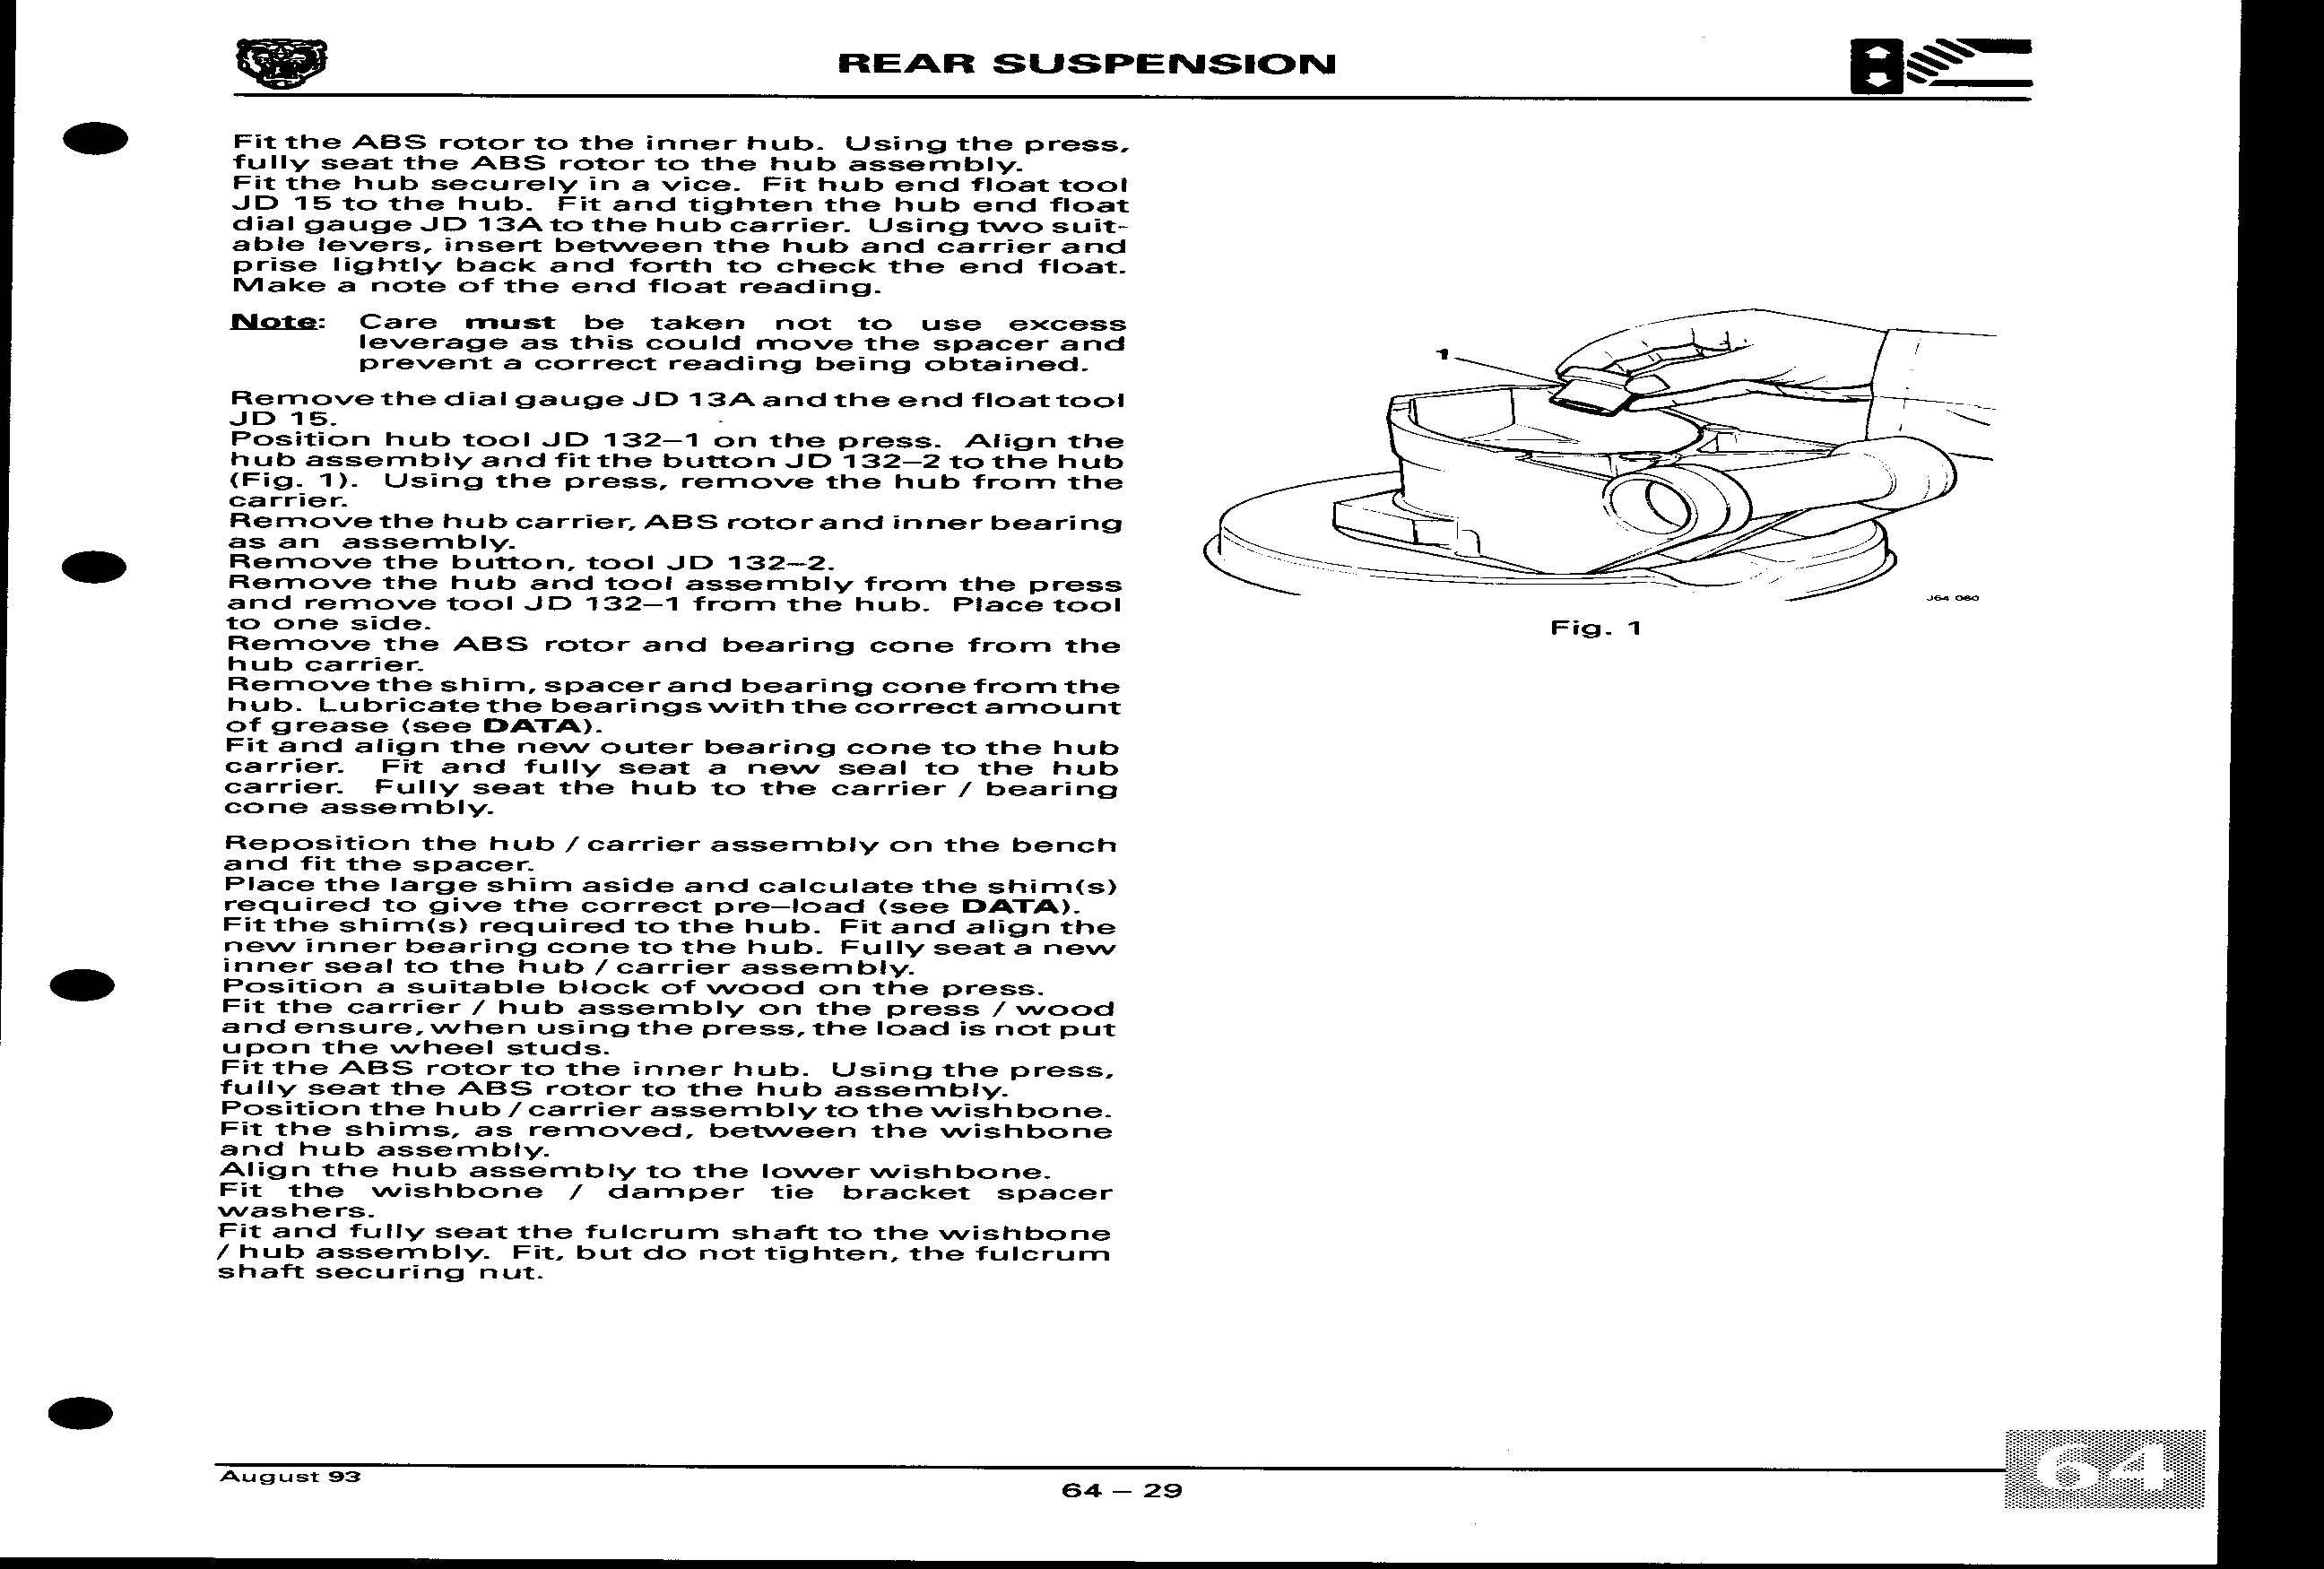 REAR SUSPENSION
Fit the ABS rotor to the inner hub. Using the press,
fully seat the ABS rotor to the hub assembly.
Fit the hub securely in a vice. Fit hub end float tool
JD 15 to the hub. Fit and tighten the hub end float
dial gauge JD 13A to the hub carrier. Using two suit-
able levers, insert between the hub and carrier and
prise lightly back and forth to check the end float.
Make a note of the end float reading.
Note: Care must be taken not to use excess
leverage as this could move the spacer and
prevent a correct reading being obtained.
Remove the dial gauge JD 13A and the end float tool
JD 15.
Position hub tool JD 132–1 on the press. Align the
hub assembly and fit the button JD 132–2 to the hub
(Fig. 1). Using the press, remove the hub from the
carrier.
Remove the hub carrier, ABS rotor and inner bearing
as an assembly.
Remove the button, tool JD 132–2.
Remove the hub and tool assembly from the press
and remove tool JD 132–1 from the hub. Place tool
to one side.
Remove the ABS rotor and bearing cone from the
hub carrier.
Remove the shim, spacer and bearing cone from the
hub. Lubricate the bearings with the correct amount
of grease (see DATA).
Fit and align the new outer bearing cone to the hub
carrier. Fit and fully seat a new seal to the hub
carrier. Fully seat the hub to the carrier / bearing
cone assembly.
Reposition the hub / carrier assembly on the bench
and fit the spacer.
Place the large shim aside and calculate the shim(s)
required to give the correct pre–load (see DATA).
Fit the shim(s) required to the hub. Fit and align the
new inner bearing cone to the hub. Fully seat a new
inner seal to the hub / carrier assembly.
Position a suitable block of wood on the press.
Fit the carrier / hub assembly on the press / wood
and ensure, when using the press, the load is not put
upon the wheel studs.
Fit the ABS rotor to the inner hub. Using the press,
fully seat the ABS rotor to the hub assembly.
Position the hub / carrier assembly to the wishbone.
Fit the shims, as removed, between the wishbone
and hub assembly.
Align the hub assembly to the lower wishbone.
Fit the wishbone / damper tie bracket spacer
washers.
Fit and fully seat the fulcrum shaft to the wishbone
/ hub assembly. Fit, but do not tighten, the fulcrum
shaft securing nut.
1
J64 060
Fig. 1
August 93
64 – 29
64